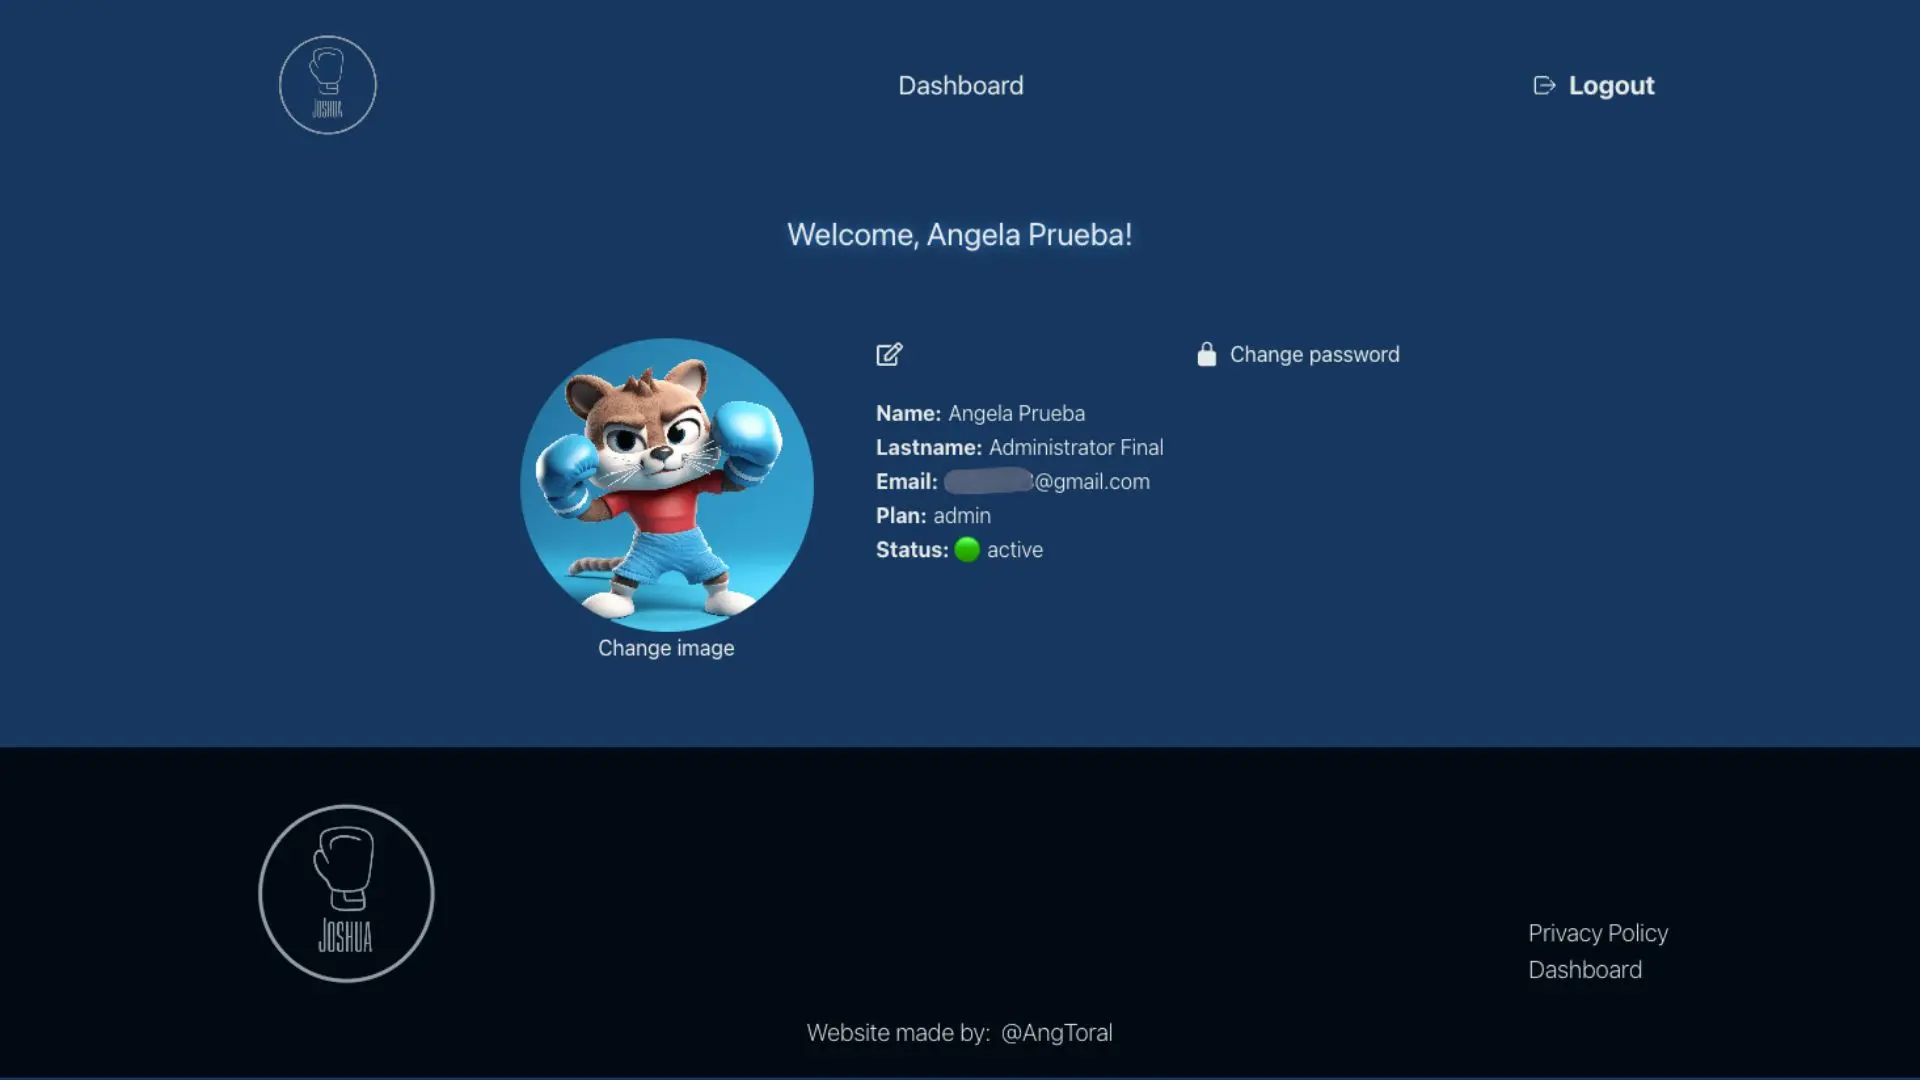 JOSHUA
Dashboard
Logout
Welcome, Angela Prueba!
Change password
Name: Angela Prueba
Lastname: Administrator Final
Email: @gmail.com
Plan: admin
Status: active
Change image
JOSHUA
Privacy Policy
Dashboard
Website made by: @AngToral